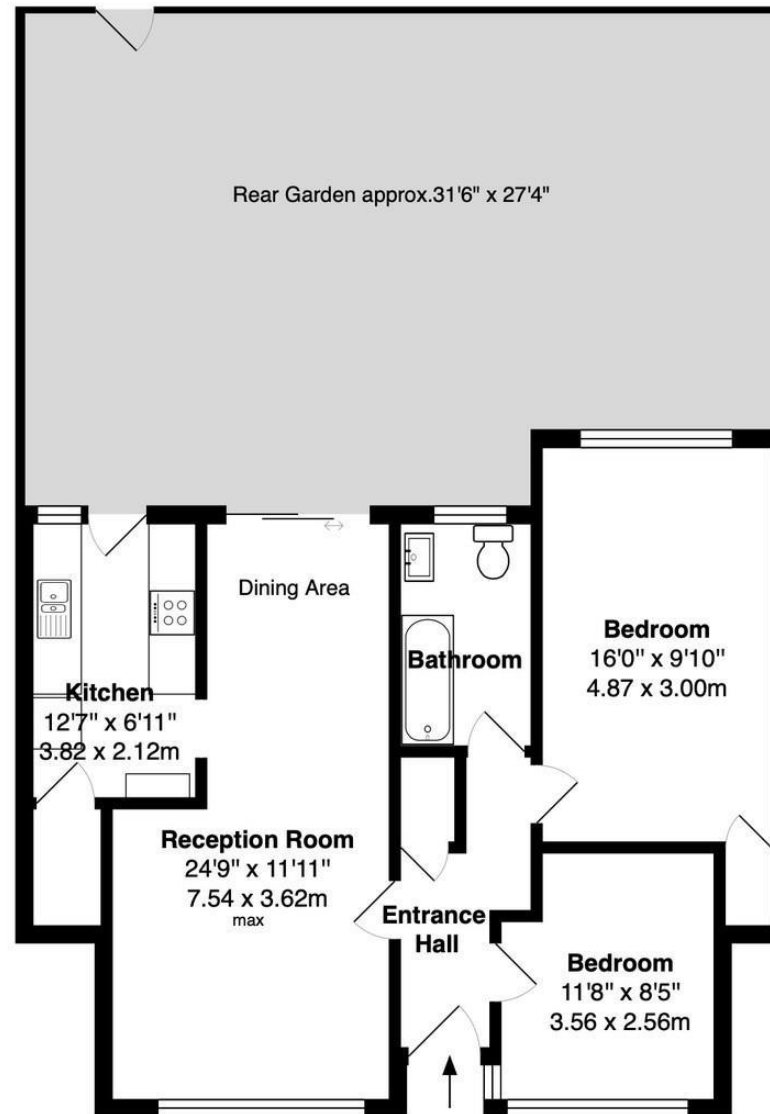 Rear Garden approx.31'6" x 27'4"
Dining Area
Kitchen
12'7" x 6'11"
3.82 x 2.12m
Bathroom
Bedroom
16'0" x 9'10"
4.87 x 3.00m
Reception Room
24'9" x 11'11"
7.54 x 3.62m
max
Entrance
Hall
Bedroom
11'8" x 8'5"
3.56 x 2.56m